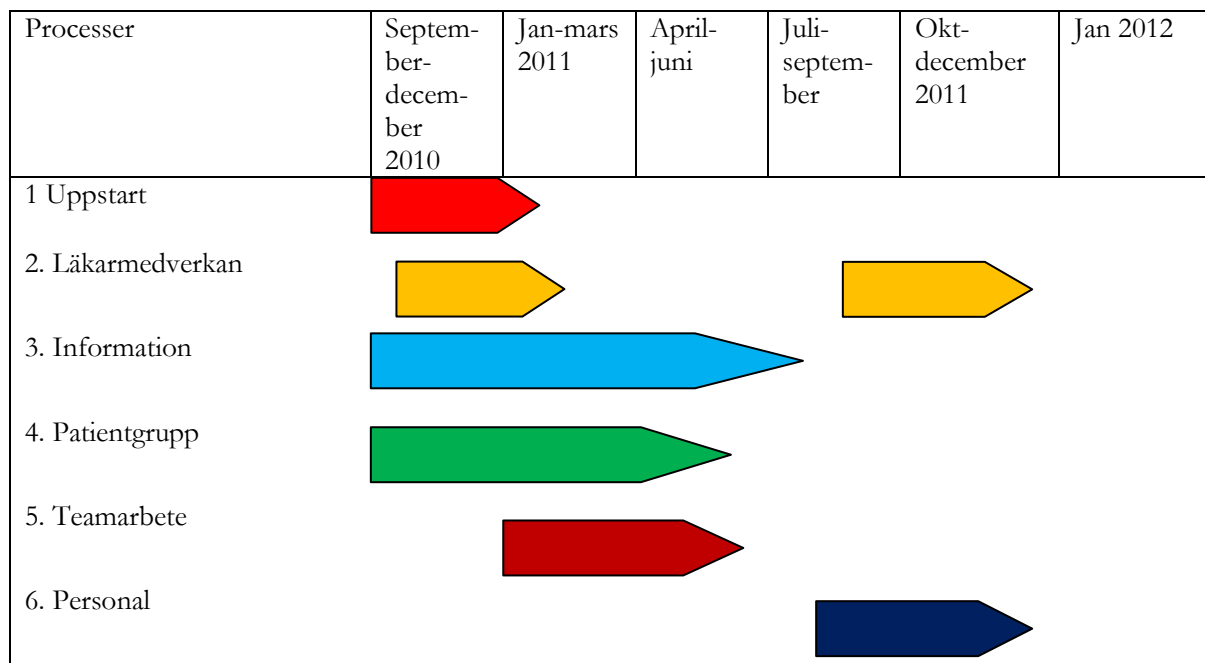 Processer
Septem-
ber-
decem-
ber
2010
Jan-mars
2011
April-
juni
Juli-
septem-
ber
Okt-
december
2011
Jan 2012
1 Uppstart
2. Läkarmedverkan
3. Information
4. Patientgrupp
5. Teamarbete
6. Personal